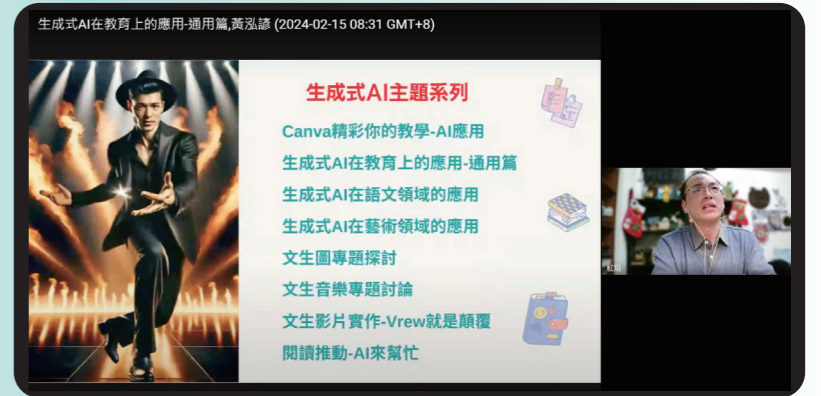 生成式AI在教育上的應用-通用篇,黃泓諺 (2024-02-15 08:31 GMT+8)
生成式AI主題系列
Canva精彩你的教學-AI應用
生成式AI在教育上的應用-通用篇
生成式AI在語文領域的應用
生成式AI在藝術領域的應用
文生圖專題探討
文生音樂專題討論
文生影片實作-Vrew就是顛覆
閱讀推動-AI來幫忙